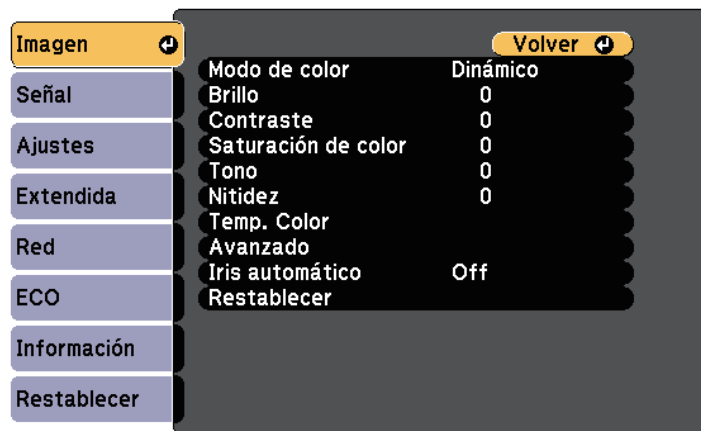 Imagen
Señal
Ajustes
Extendida
Red
ECO
Información
Restablecer
Volver
Modo de color Dinámico
Brillo 0
Contraste 0
Saturación de color 0
Tono 0
Nitidez 0
Temp. Color
Avanzado
Iris automático Off
Restablecer